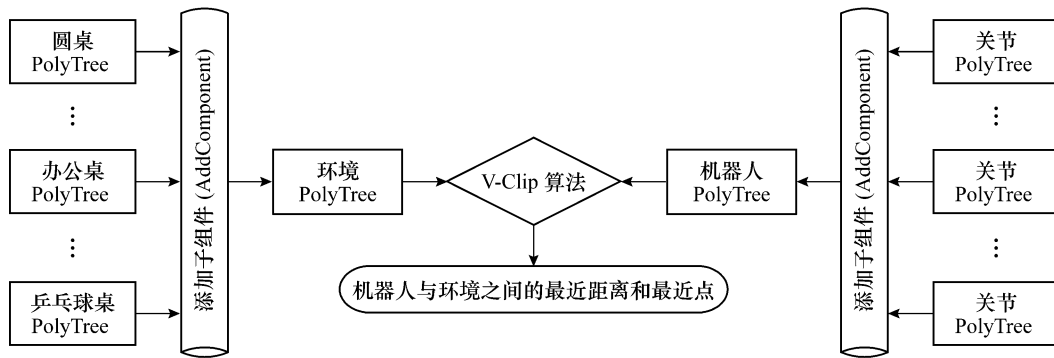 圆桌
PolyTree
⋮
办公桌
PolyTree
⋮
乒乓球桌
PolyTree
添加子组件 (AddComponent)
环境
PolyTree
V-Clip 算法
机器人与环境之间的最近距离和最近点
机器人
PolyTree
添加子组件 (AddComponent)
关节
PolyTree
⋮
关节
PolyTree
⋮
关节
PolyTree